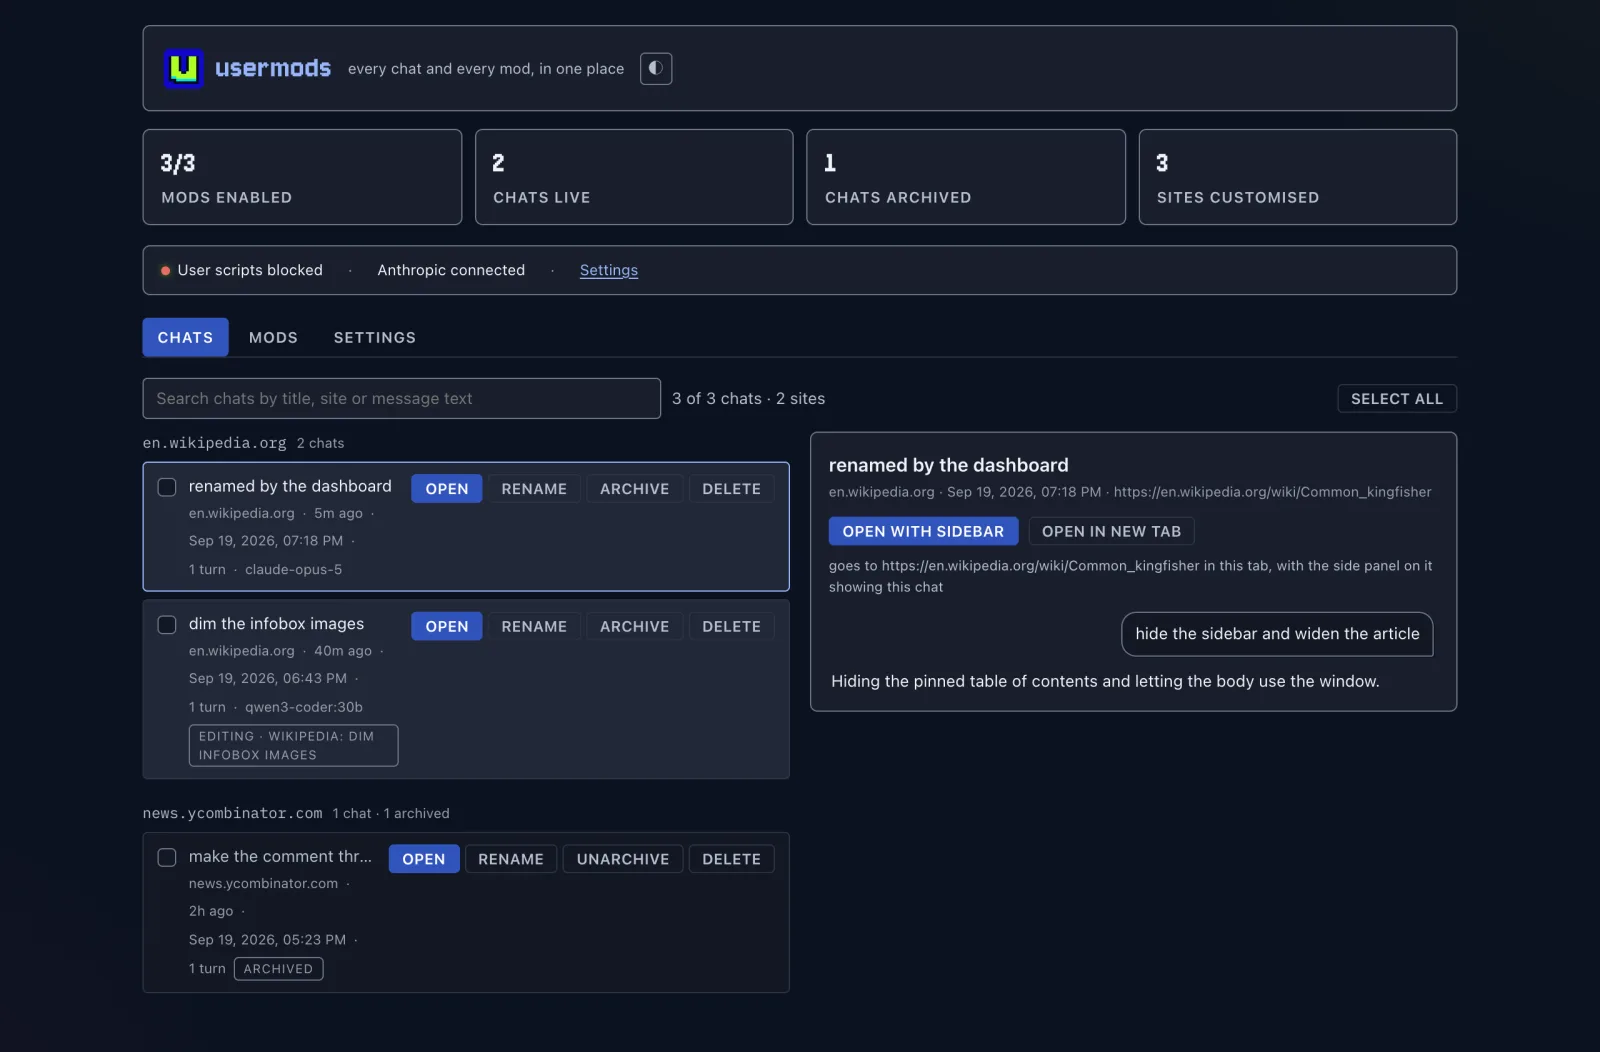 usermods every chat and every mod, in one place
3/3
MODS ENABLED
2
CHATS LIVE
1
CHATS ARCHIVED
3
SITES CUSTOMISED
User scripts blocked · Anthropic connected · Settings
CHATS MODS SETTINGS
Search chats by title, site or message text
3 of 3 chats · 2 sites
SELECT ALL
en.wikipedia.org 2 chats
renamed by the dashboard
OPEN RENAME ARCHIVE DELETE
en.wikipedia.org · 5m ago ·
Sep 19, 2026, 07:18 PM ·
1 turn · claude-opus-5
dim the infobox images
OPEN RENAME ARCHIVE DELETE
en.wikipedia.org · 40m ago ·
Sep 19, 2026, 06:43 PM ·
1 turn · qwen3-coder:30b
EDITING · WIKIPEDIA: DIM
INFOBOX IMAGES
news.ycombinator.com 1 chat · 1 archived
make the comment thr...
OPEN RENAME UNARCHIVE DELETE
news.ycombinator.com ·
2h ago ·
Sep 19, 2026, 05:23 PM ·
1 turn ARCHIVED
renamed by the dashboard
en.wikipedia.org · Sep 19, 2026, 07:18 PM · https://en.wikipedia.org/wiki/Common_kingfisher
OPEN WITH SIDEBAR OPEN IN NEW TAB
goes to https://en.wikipedia.org/wiki/Common_kingfisher in this tab, with the side panel on it
showing this chat
hide the sidebar and widen the article
Hiding the pinned table of contents and letting the body use the window.